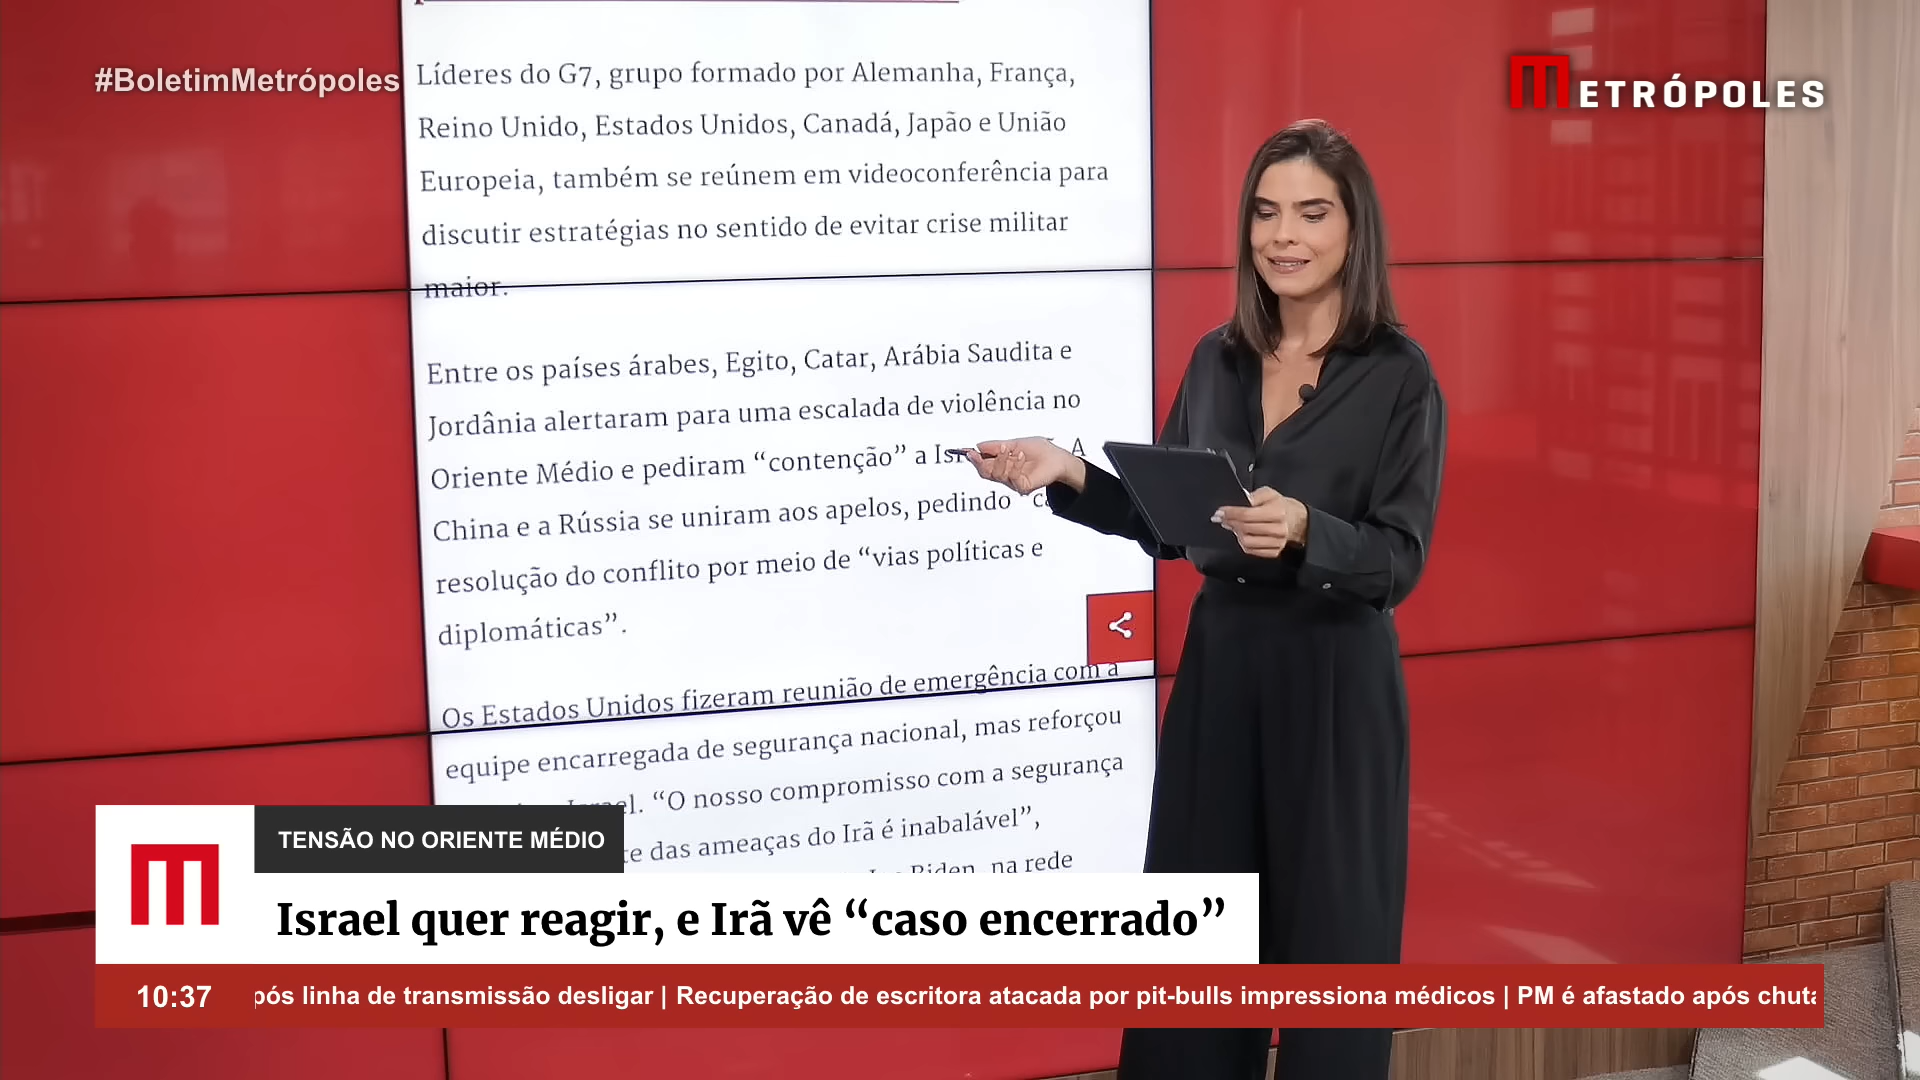 #BoletimMetrópoles
METRÓPOLES
Líderes do G7, grupo formado por Alemanha, França,
Reino Unido, Estados Unidos, Canadá, Japão e União
Europeia, também se reúnem em videoconferência para
discutir estratégias no sentido de evitar crise militar
maior.
Entre os países árabes, Egito, Catar, Arábia Saudita e
Jordânia alertaram para uma escalada de violência no
Oriente Médio e pediram “contenção” a A
China e a Rússia se uniram aos apelos, pedindo
resolução do conflito por meio de “vias políticas e
diplomáticas”.
Os Estados Unidos fizeram reunião de emergência com a
equipe encarregada de segurança nacional, mas reforçou
“O nosso compromisso com a segurança
das ameaças do Irã é inabalável”,
Biden, na rede
TENSÃO NO ORIENTE MÉDIO
Israel quer reagir, e Irã vê “caso encerrado”
10:37 pós linha de transmissão desligar | Recuperação de escritora atacada por pit-bulls impressiona médicos | PM é afastado após chuta